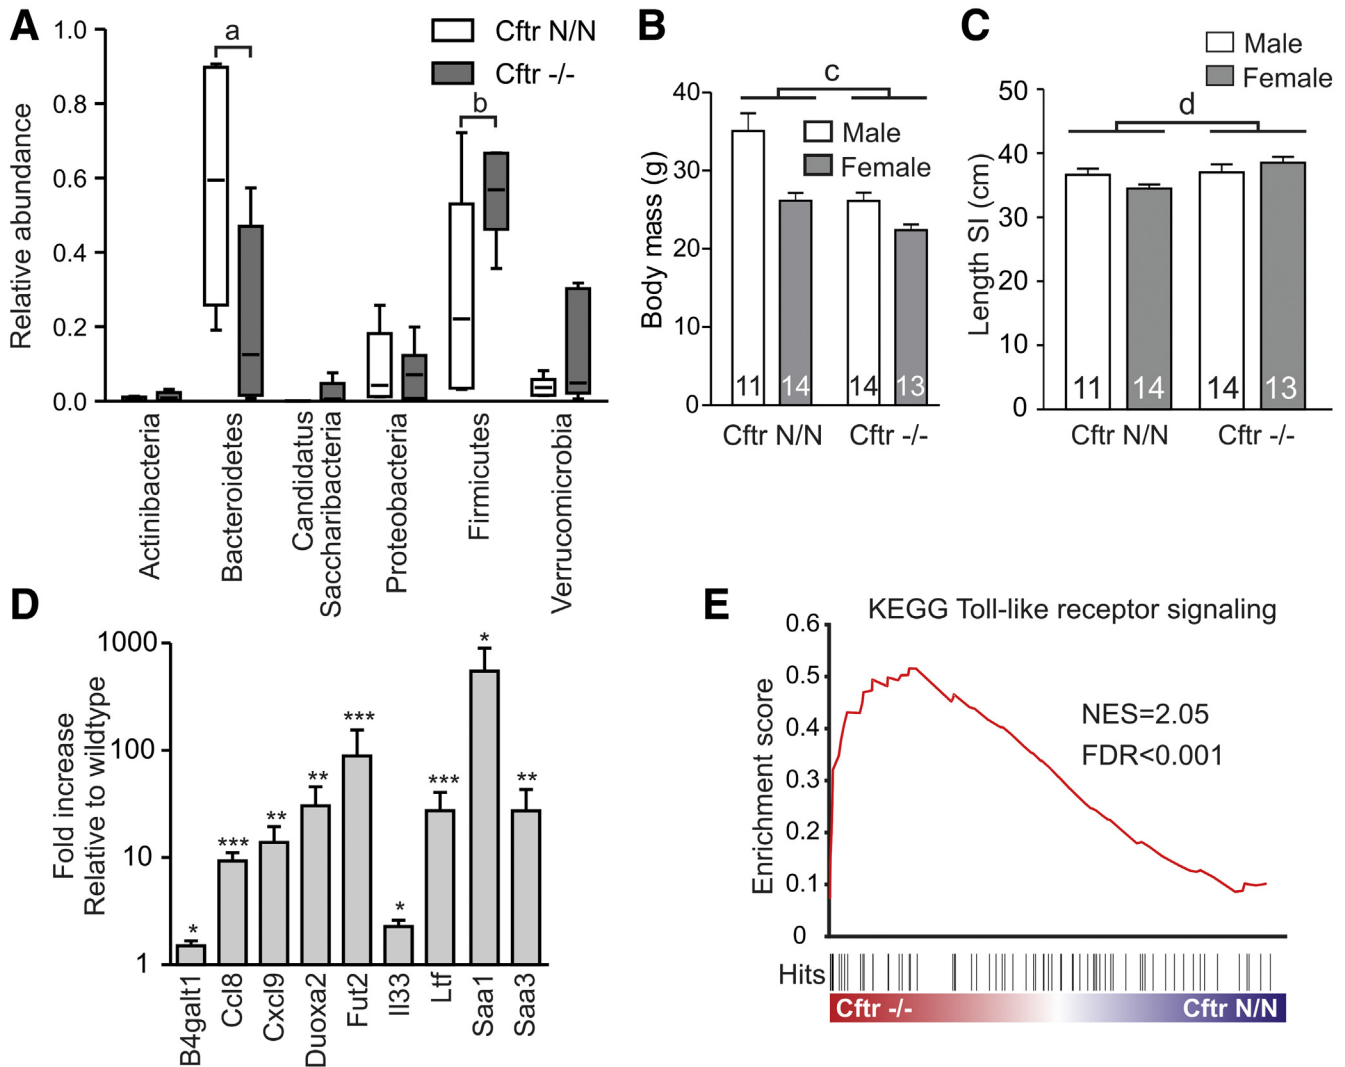 A
1.0
0.8
0.6
0.4
0.2
0.0
Relative abundance
a
b
Cftr N/N
Cftr -/-
Actinibacteria
Bacteroidetes
Candidatus
Saccharibacteria
Proteobacteria
Firmicutes
Verrucomicrobia
B
40
30
20
10
0
Body mass (g)
c
Male
Female
11
14
14
13
Cftr N/N
Cftr -/-
C
50
40
30
20
10
0
Length SI (cm)
d
Male
Female
11
14
14
13
Cftr N/N
Cftr -/-
D
1000
100
10
1
Fold increase
Relative to wildtype
*
***
**
**
***
*
***
*
**
B4galt1
Ccl8
Cxcl9
Duoxa2
Fut2
Il33
Ltf
Saa1
Saa3
E
KEGG Toll-like receptor signaling
0.6
0.5
0.4
0.3
0.2
0.1
0
Enrichment score
NES=2.05
FDR<0.001
Hits
Cftr -/-
Cftr N/N